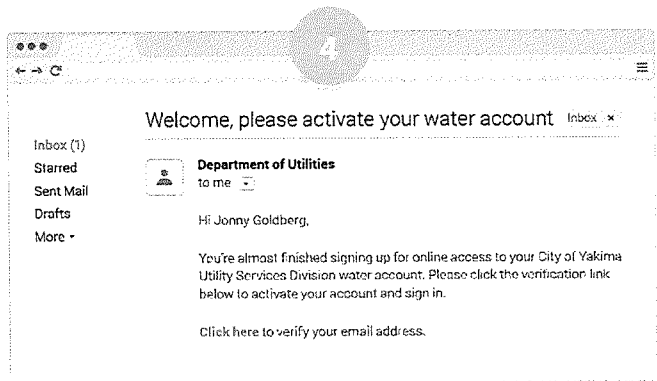 4
Welcome, please activate your water account Inbox ×
Inbox (1)
Starred
Sent Mail
Drafts
More
Department of Utilities
to me
Hi Jonny Goldberg,
You're almost finished signing up for online access to your City of Yakima
Utility Services Division water account. Please click the verification link
below to activate your account and sign in.
Click here to verify your email address.